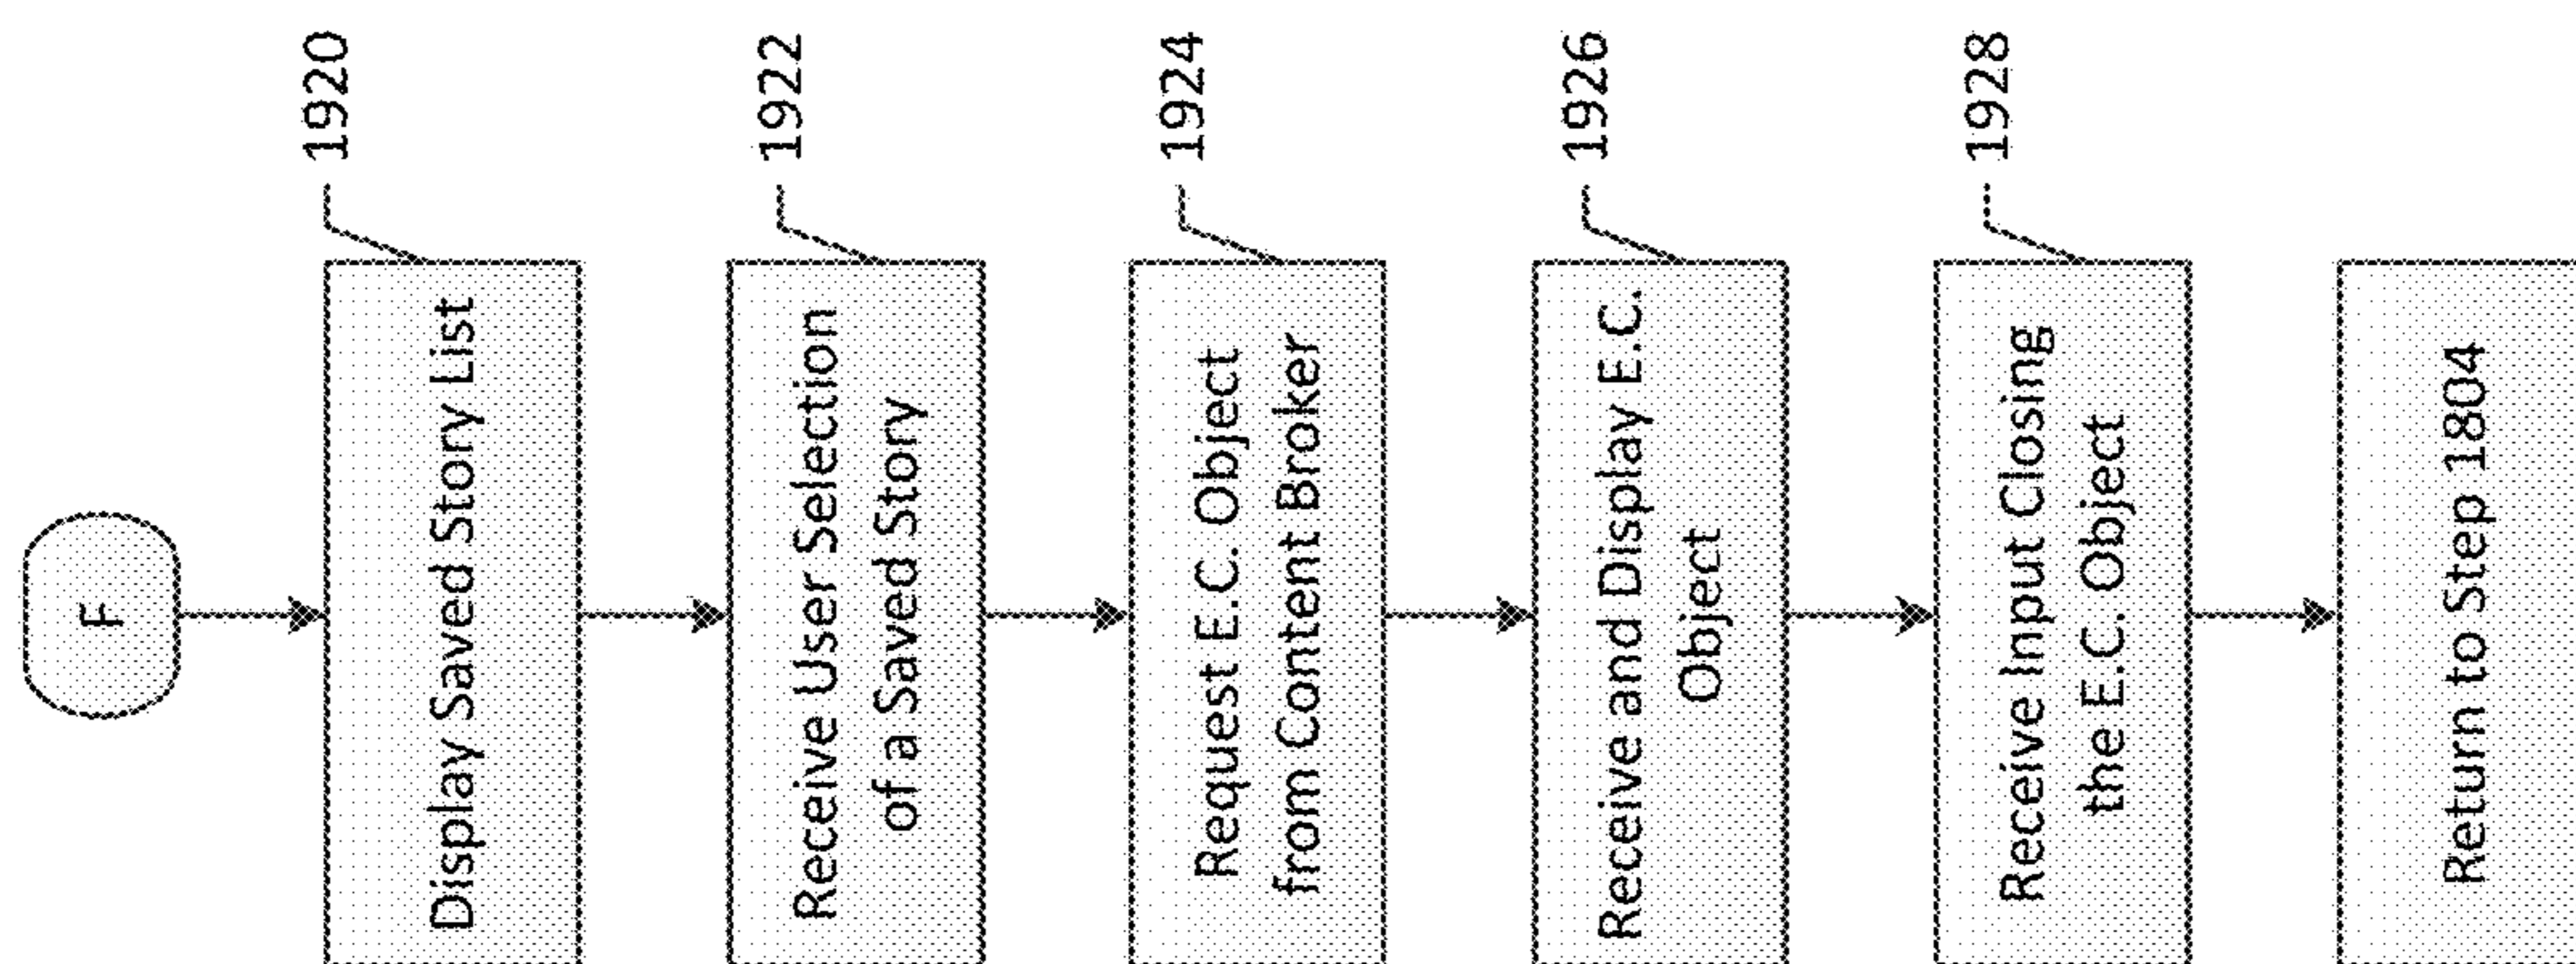 F
Display Saved Story List
1920
Receive User Selection
of a Saved Story
1922
Request E.C. Object
from Content Broker
1924
Receive and Display E.C.
Object
1926
Receive Input Closing
the E.C. Object
1928
Return to Step 1804